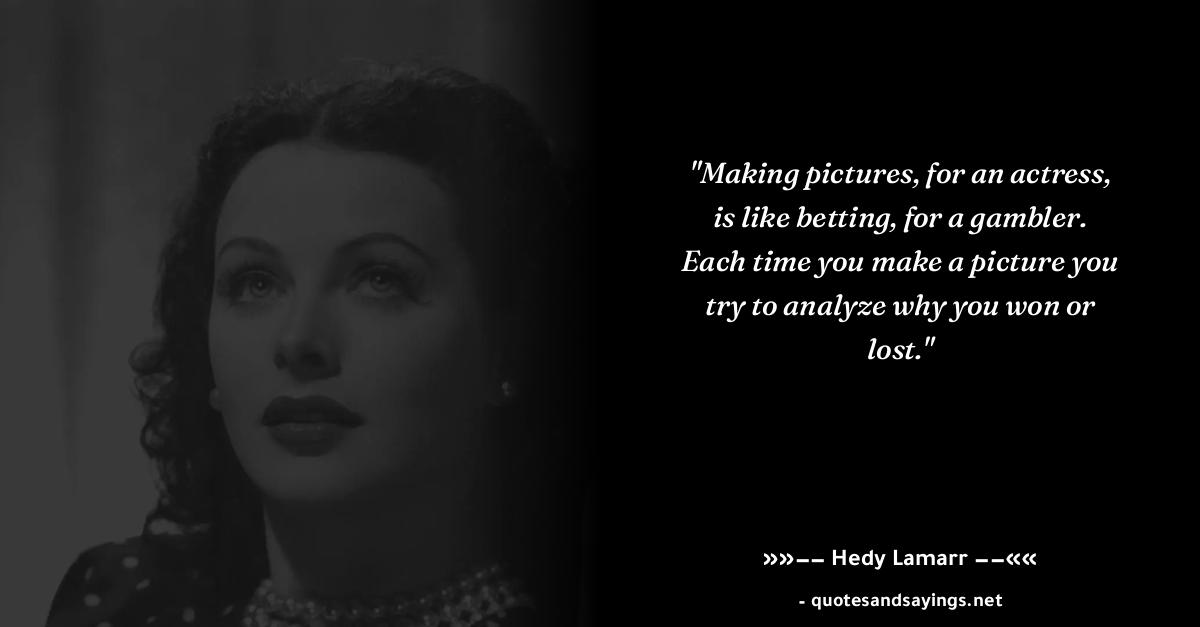 "Making pictures, for an actress,
is like betting, for a gambler.
Each time you make a picture you
try to analyze why you won or
lost."
»»−− Hedy Lamarr −−««
- quotesandsayings.net